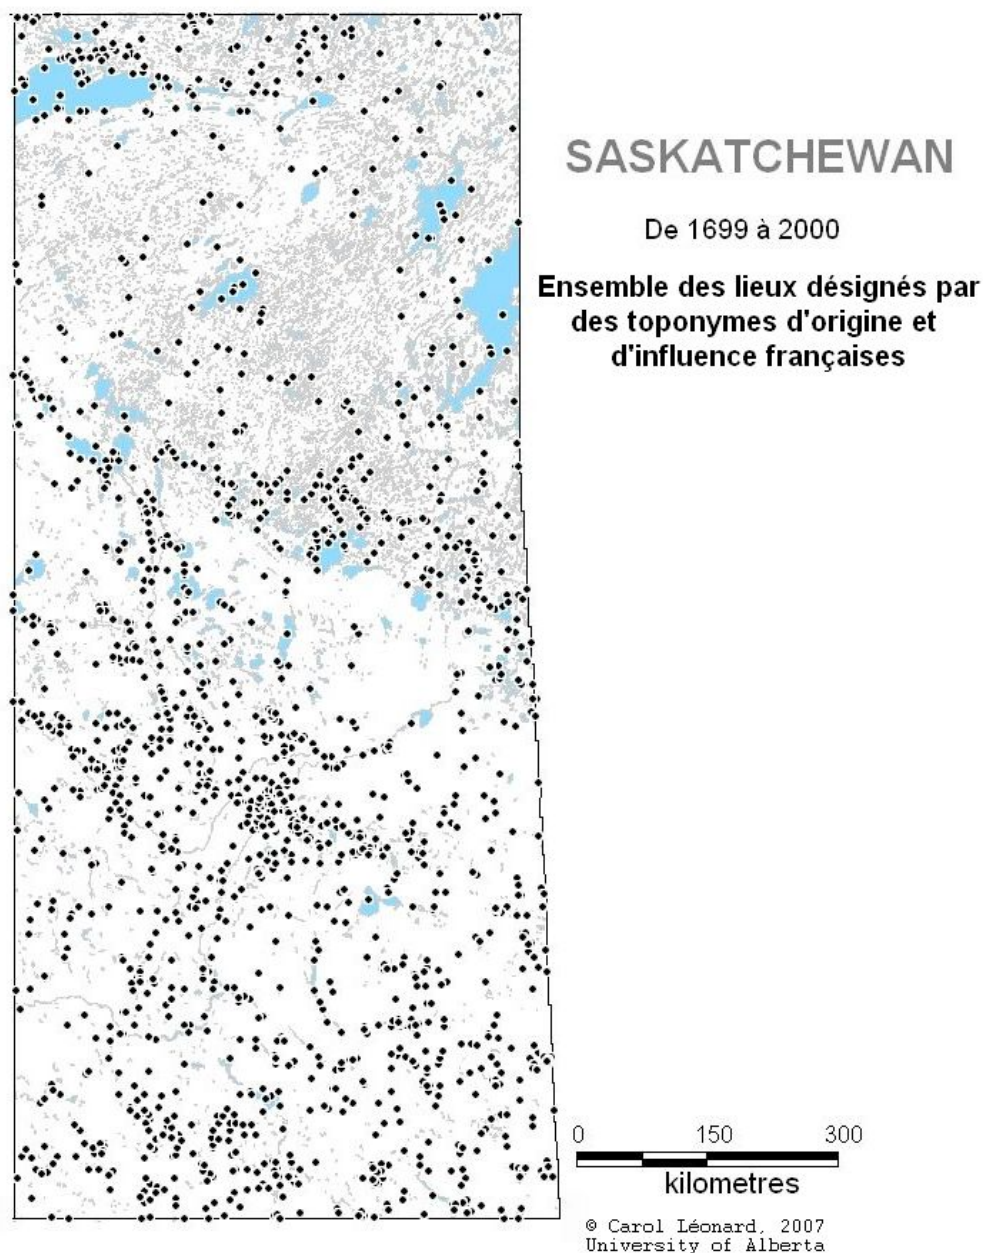 SASKATCHEWAN
De 1699 à 2000
Ensemble des lieux désignés par
des toponymes d'origine et
d'influence françaises
0 150 300
kilometres
© Carol Léonard, 2007
University of Alberta